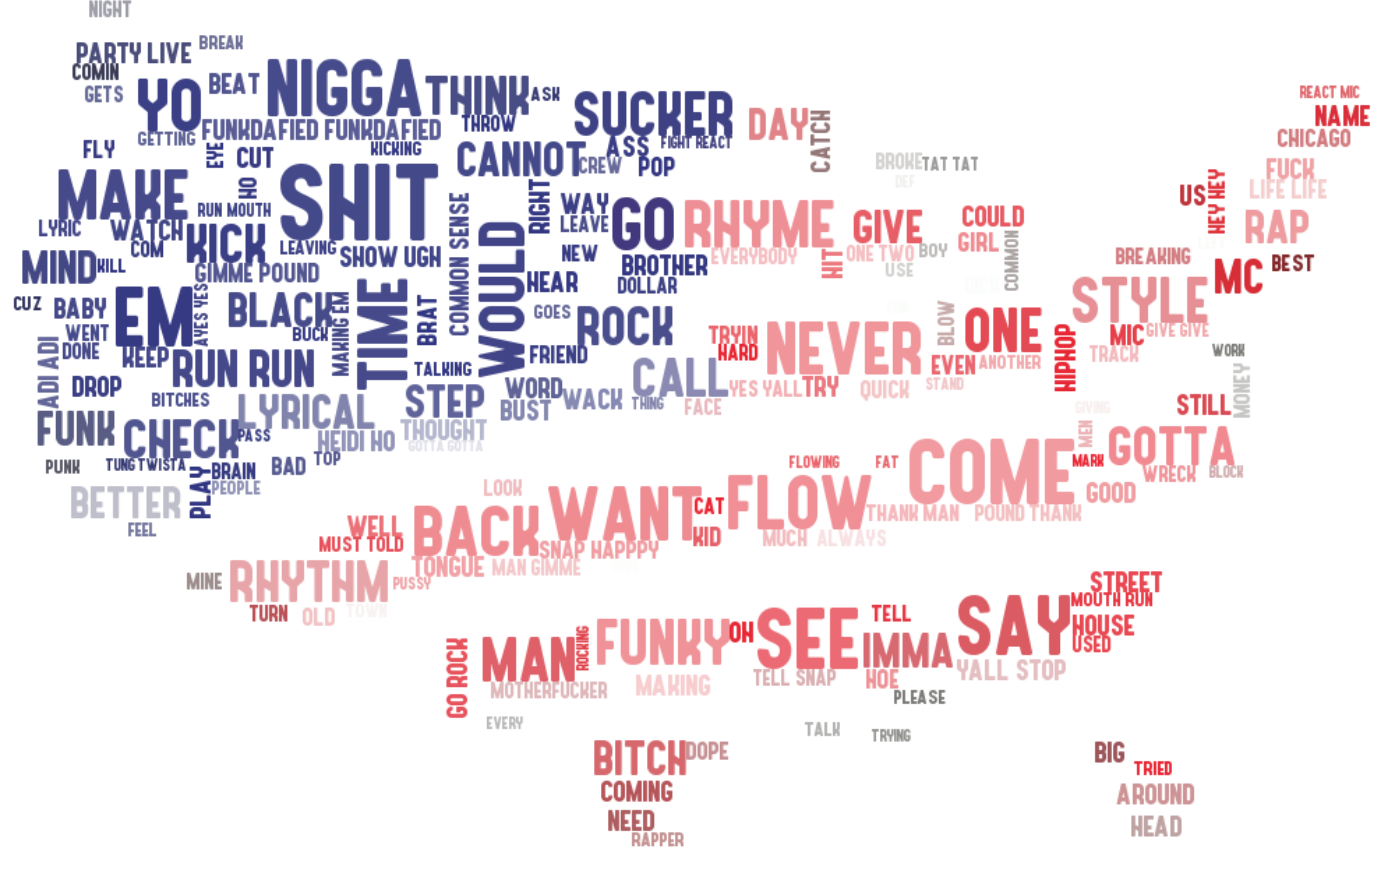 NIGHT
PARTY LIVE BREAK
COMIN
GETS YO BEAT NIGGA THINK ASK
GETTING FUNKDAFIED FUNKDAFIED THROW
SUCKER DAY CATCH
REACT MIC
NAME
CHICAGO
FLY EYE CUT KICKING
CANNOT CREW ASS FIGHT REACT
POP
BROKE TAT TAT
DEF
FUCK
LIFE LIFE
MAKE HO SHIT
RUN MOUTH
LYRIC WATCH
COM KICK LEAVING
SHOW UGH
COMMON SENSE
WOULD
RIGHT WAY
LEAVE GO RHYME GIVE COULD
GIRL
COMMON
US HEY HEY RAP
NEW BROTHER EVERYBODY HIT ONE TWO BOY
USE
BREAKING
MIND KILL
GIMME POUND
HEAR DOLLAR
MC BEST
CUZ BABY EM AYES YES BLACK
BUCK MAKING EM TIME BRAT
GOES ROCK
STYLE
WENT
DONE KEEP
TRYIN
HARD NEVER BLOW ONE
HIPHOP MIC GIVE GIVE
TRACK WORK
ADI ADI DROP RUN RUN
TALKING FRIEND
EVEN ANOTHER
STAND
BITCHES LYRICAL STEP WORD
BUST WACK THING CALL YES YALL TRY QUICK
FACE
MONEY
STILL
GIVING
FUNK CHECK PASS
HEIDI HO THOUGHT
GOTTA GOTTA
MEN GOTTA
PUNK TUNG TWISTA PLAY BRAIN BAD TOP
PEOPLE
FLOWING FAT COME MARK WRECK BLOCK
BETTER
FEEL
LOOK WANT CAT FLOW GOOD
WELL
MUST TOLD BACK
KID THANK MAN POUND THANK
SNAP HAPPPY MUCH ALWAYS
MINE RHYTHM TONGUE MAN GIMME
PUSSY
STREET
MOUTH RUN
TURN OLD TOWN
GO ROCK MAN ROCKING FUNKY OH SEE TELL
IMMA SAY HOUSE
USED
MOTHERFUCKER MAKING TELL SNAP HOE YALL STOP
PLEASE
EVERY TALK TRYING
BITCH DOPE BIG
TRIED
COMING AROUND
NEED HEAD
RAPPER